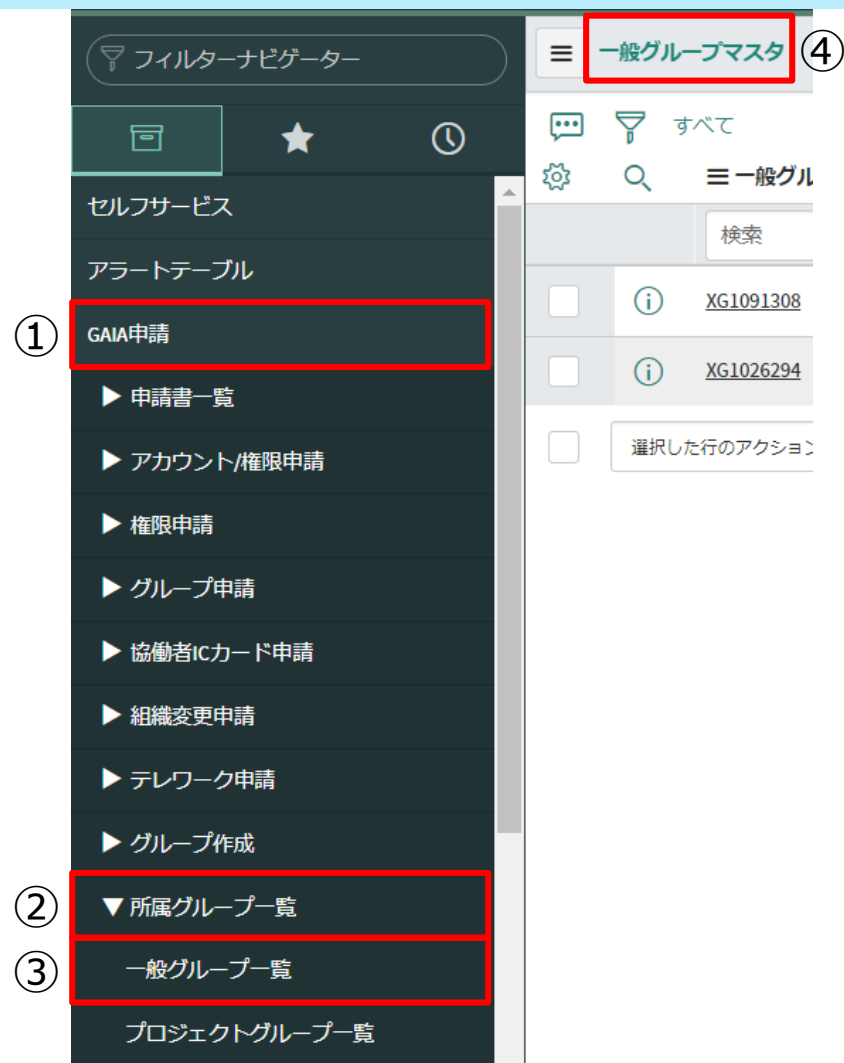 フィルターナビゲーター
セルフサービス
アラートテーブル
① GAIA申請
▶ 申請書一覧
▶ アカウント/権限申請
▶ 権限申請
▶ グループ申請
▶ 協働者ICカード申請
▶ 組織変更申請
▶ テレワーク申請
▶ グループ作成
② ▼ 所属グループ一覧
③ 一般グループ一覧
プロジェクトグループ一覧
一般グループマスタ ④
すべて
一般グル
検索
XG1091308
XG1026294
選択した行のアクション